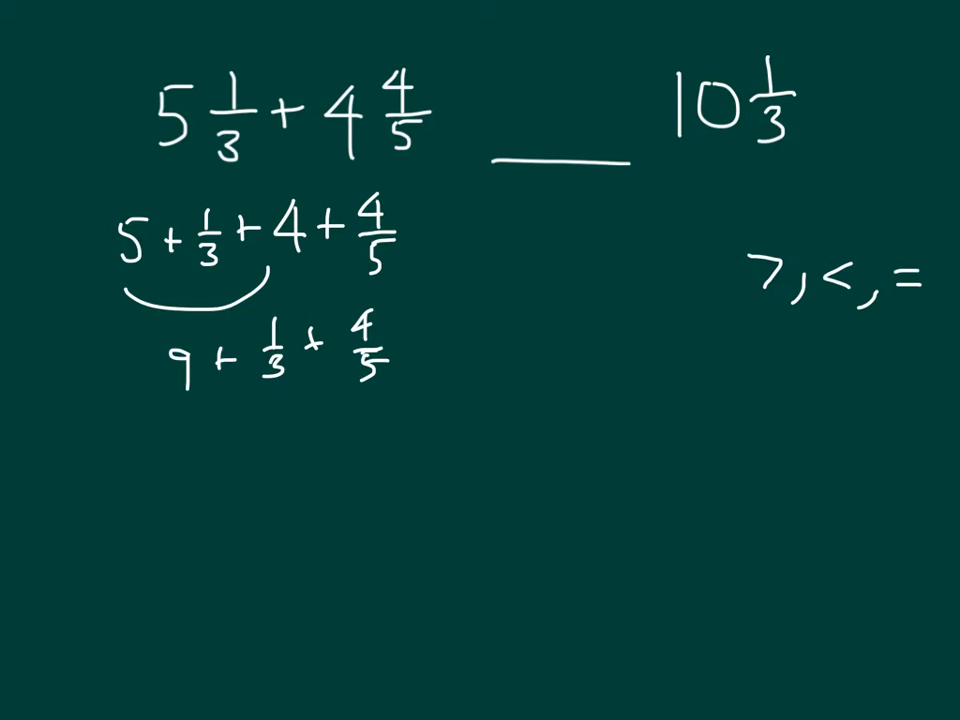 5 1/3 + 4 4/5 ___ 10 1/3
5 + 1/3 + 4 + 4/5
>, <, =
9 + 1/3 + 4/5